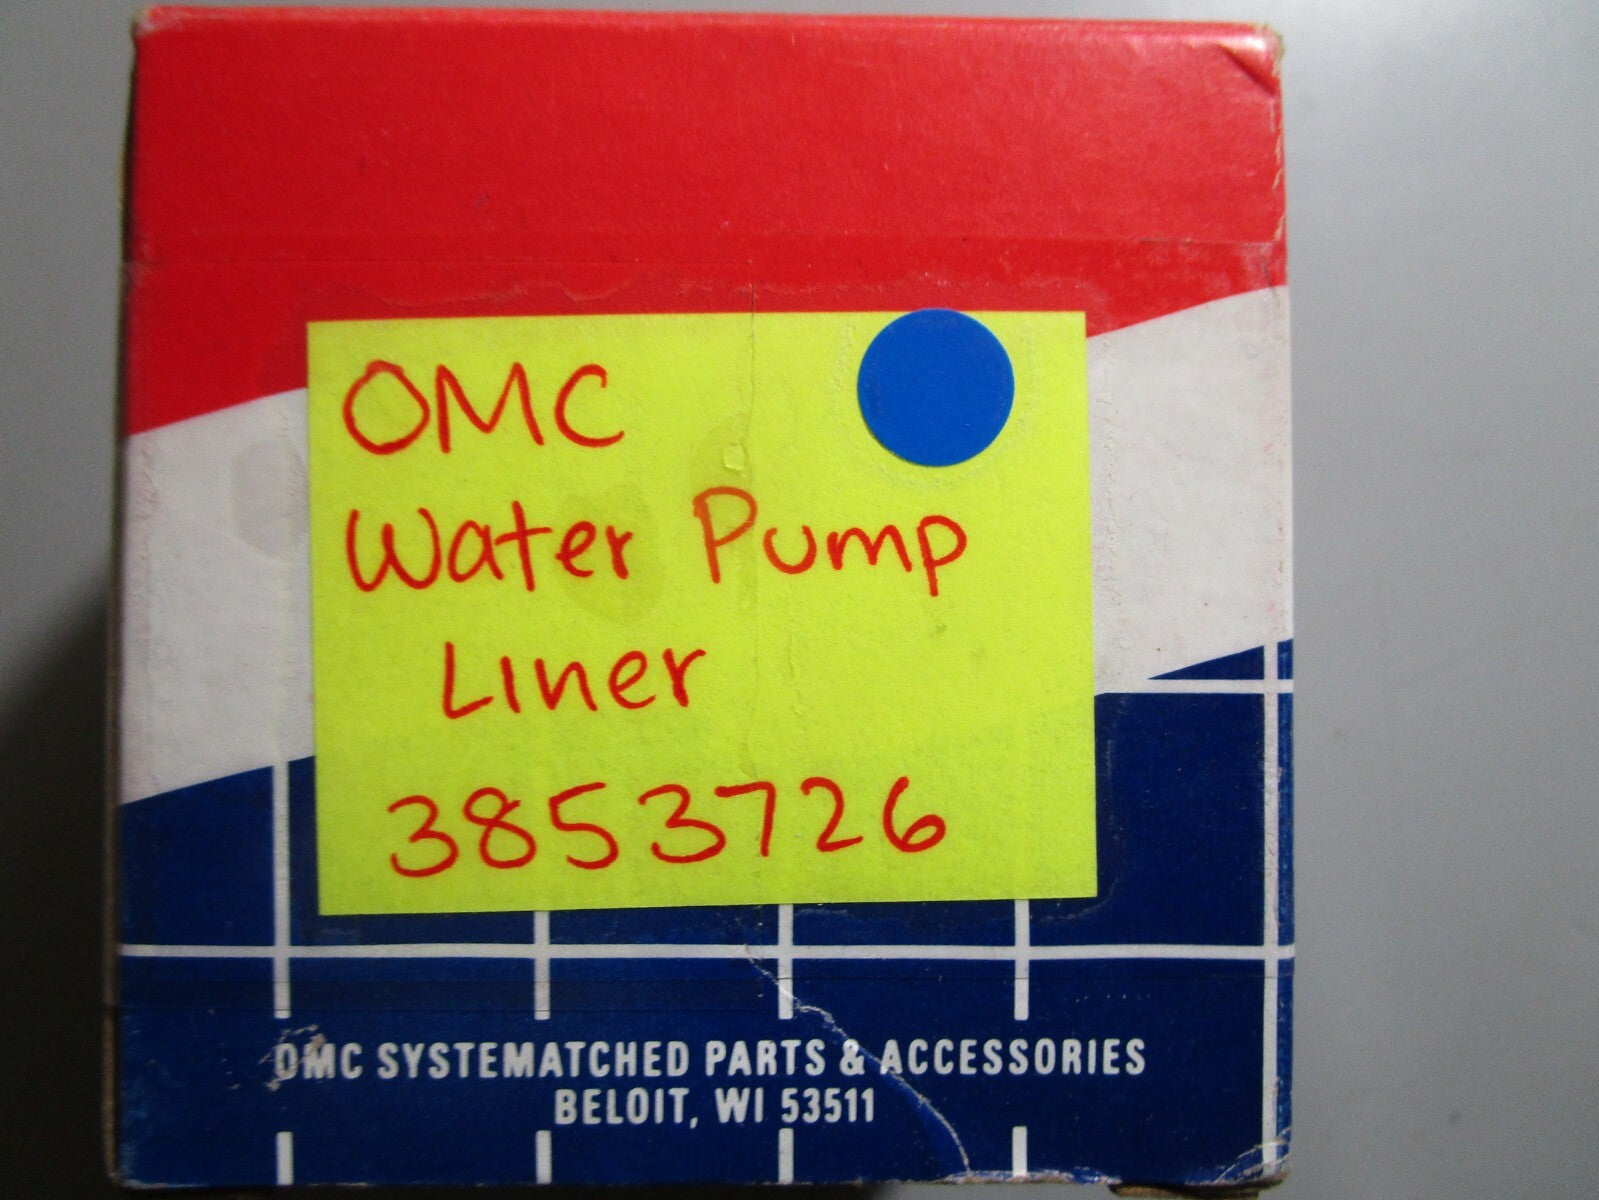 OMC
Water Pump
Liner
3853726
OMC SYSTEMATCHED PARTS & ACCESSORIES
BELOIT, WI 53511